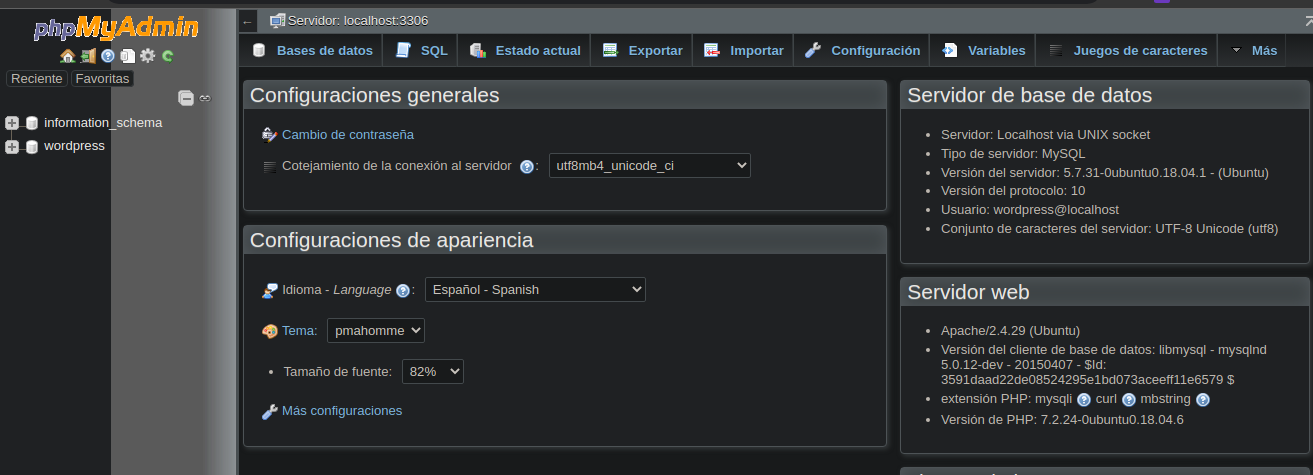 phpMyAdmin
Reciente Favoritas
information_schema
wordpress
Servidor: localhost:3306
Bases de datos SQL Estado actual Exportar Importar Configuración Variables Juegos de caracteres Más
Configuraciones generales
Cambio de contraseña
Cotejamiento de la conexión al servidor : utf8mb4_unicode_ci
Configuraciones de apariencia
Idioma - Language : Español - Spanish
Tema: pmahomme
Tamaño de fuente: 82%
Más configuraciones
Servidor de base de datos
Servidor: Localhost via UNIX socket
Tipo de servidor: MySQL
Versión del servidor: 5.7.31-0ubuntu0.18.04.1 - (Ubuntu)
Versión del protocolo: 10
Usuario: wordpress@localhost
Conjunto de caracteres del servidor: UTF-8 Unicode (utf8)
Servidor web
Apache/2.4.29 (Ubuntu)
Versión del cliente de base de datos: libmysql - mysqlnd
5.0.12-dev - 20150407 - $Id:
3591daad22de08524295e1bd073aceeff11e6579 $
extensión PHP: mysqli curl mbstring
Versión de PHP: 7.2.24-0ubuntu0.18.04.6